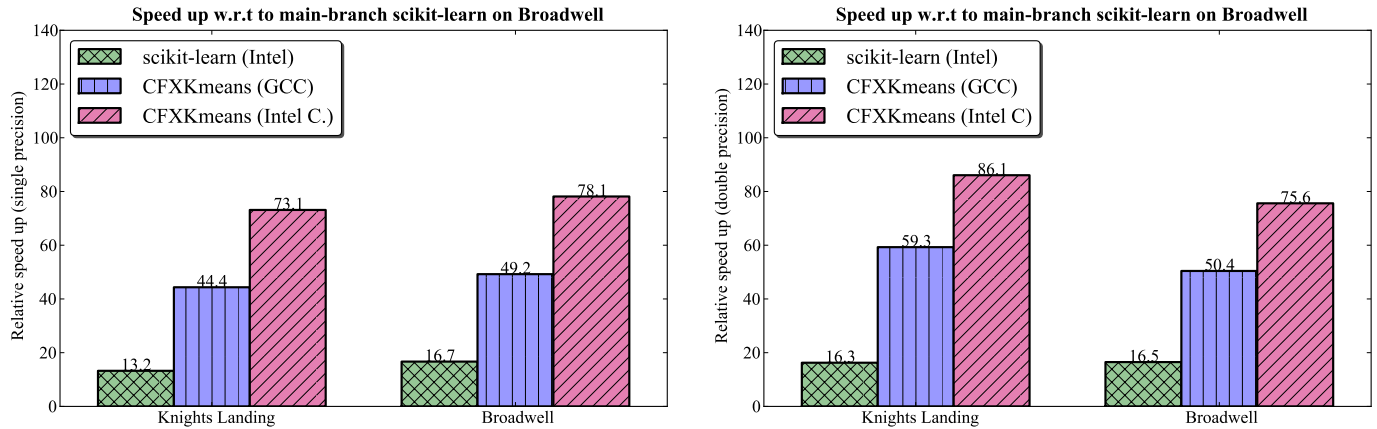 Speed up w.r.t to main-branch scikit-learn on Broadwell
Relative speed up (single precision)
140
120
100
80
60
40
20
0
scikit-learn (Intel)
CFXKmeans (GCC)
CFXKmeans (Intel C.)
13.2
44.4
73.1
16.7
49.2
78.1
Knights Landing
Broadwell
Speed up w.r.t to main-branch scikit-learn on Broadwell
Relative speed up (double precision)
140
120
100
80
60
40
20
0
scikit-learn (Intel)
CFXKmeans (GCC)
CFXKmeans (Intel C)
16.3
59.3
86.1
16.5
50.4
75.6
Knights Landing
Broadwell